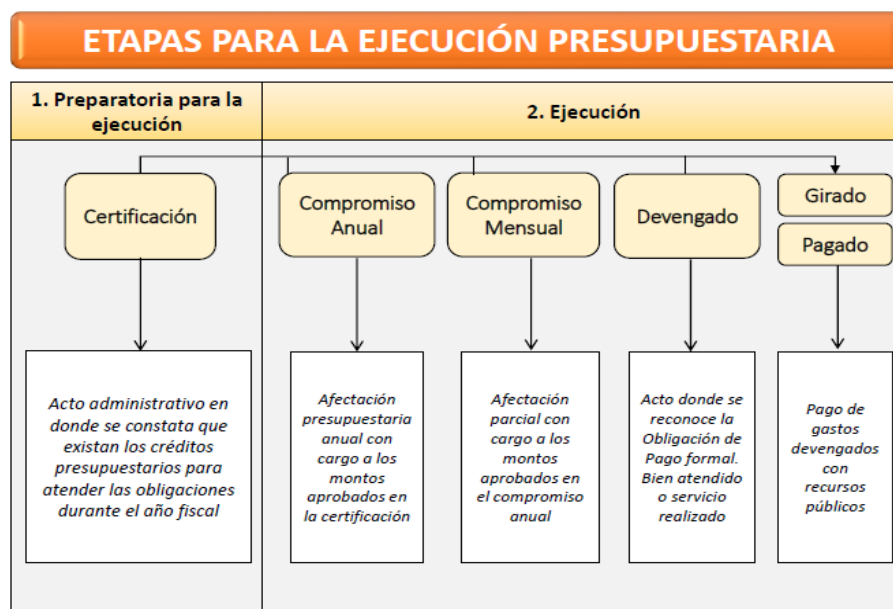 ETAPAS PARA LA EJECUCIÓN PRESUPUESTARIA
1. Preparatoria para la
ejecución
2. Ejecución
Certificación
Compromiso
Anual
Compromiso
Mensual
Devengado
Girado
Pagado
Acto administrativo en
donde se constata que
existan los créditos
presupuestarios para
atender las obligaciones
durante el año fiscal
Afectación
presupuestaria
anual con
cargo a los
montos
aprobados en
la certificación
Afectación
parcial con
cargo a los
montos
aprobados en
el compromiso
anual
Acto donde se
reconoce la
Obligación de
Pago formal.
Bien atendido
o servicio
realizado
Pago de
gastos
devengados
con
recursos
públicos